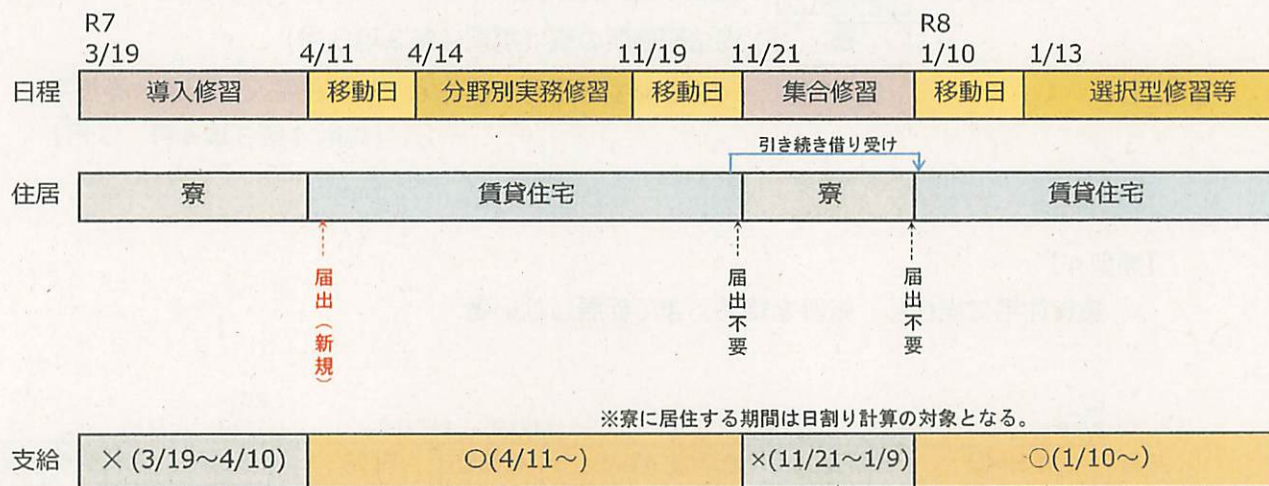 R7
3/19 4/11 4/14 11/19 11/21 R8 1/10 1/13
日程 導入修習 移動日 分野別実務修習 移動日 集合修習 移動日 選択型修習等
引き続き借り受け
住居 寮 賃貸住宅 寮 賃貸住宅
届出(新規)
届出不要
届出不要
※寮に居住する期間は日割り計算の対象となる。
支給 ×(3/19～4/10) ○(4/11～) ×(11/21～1/9) ○(1/10～)